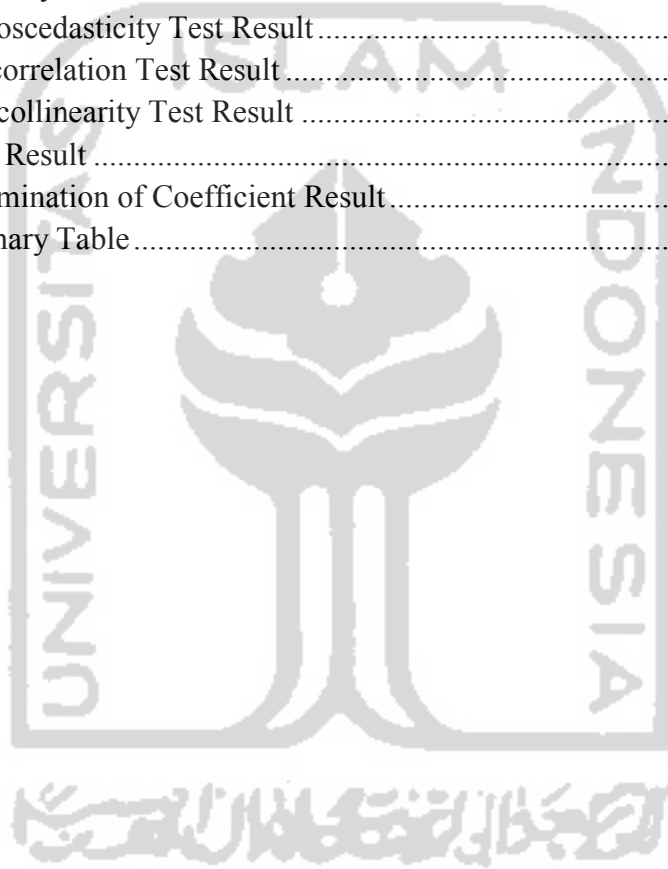 oscedasticity Test Result
correlation Test Result
collinearity Test Result
Result
mination of Coefficient Result
nary Table
ISLAM
UNIVERSITAS
INDONESIA